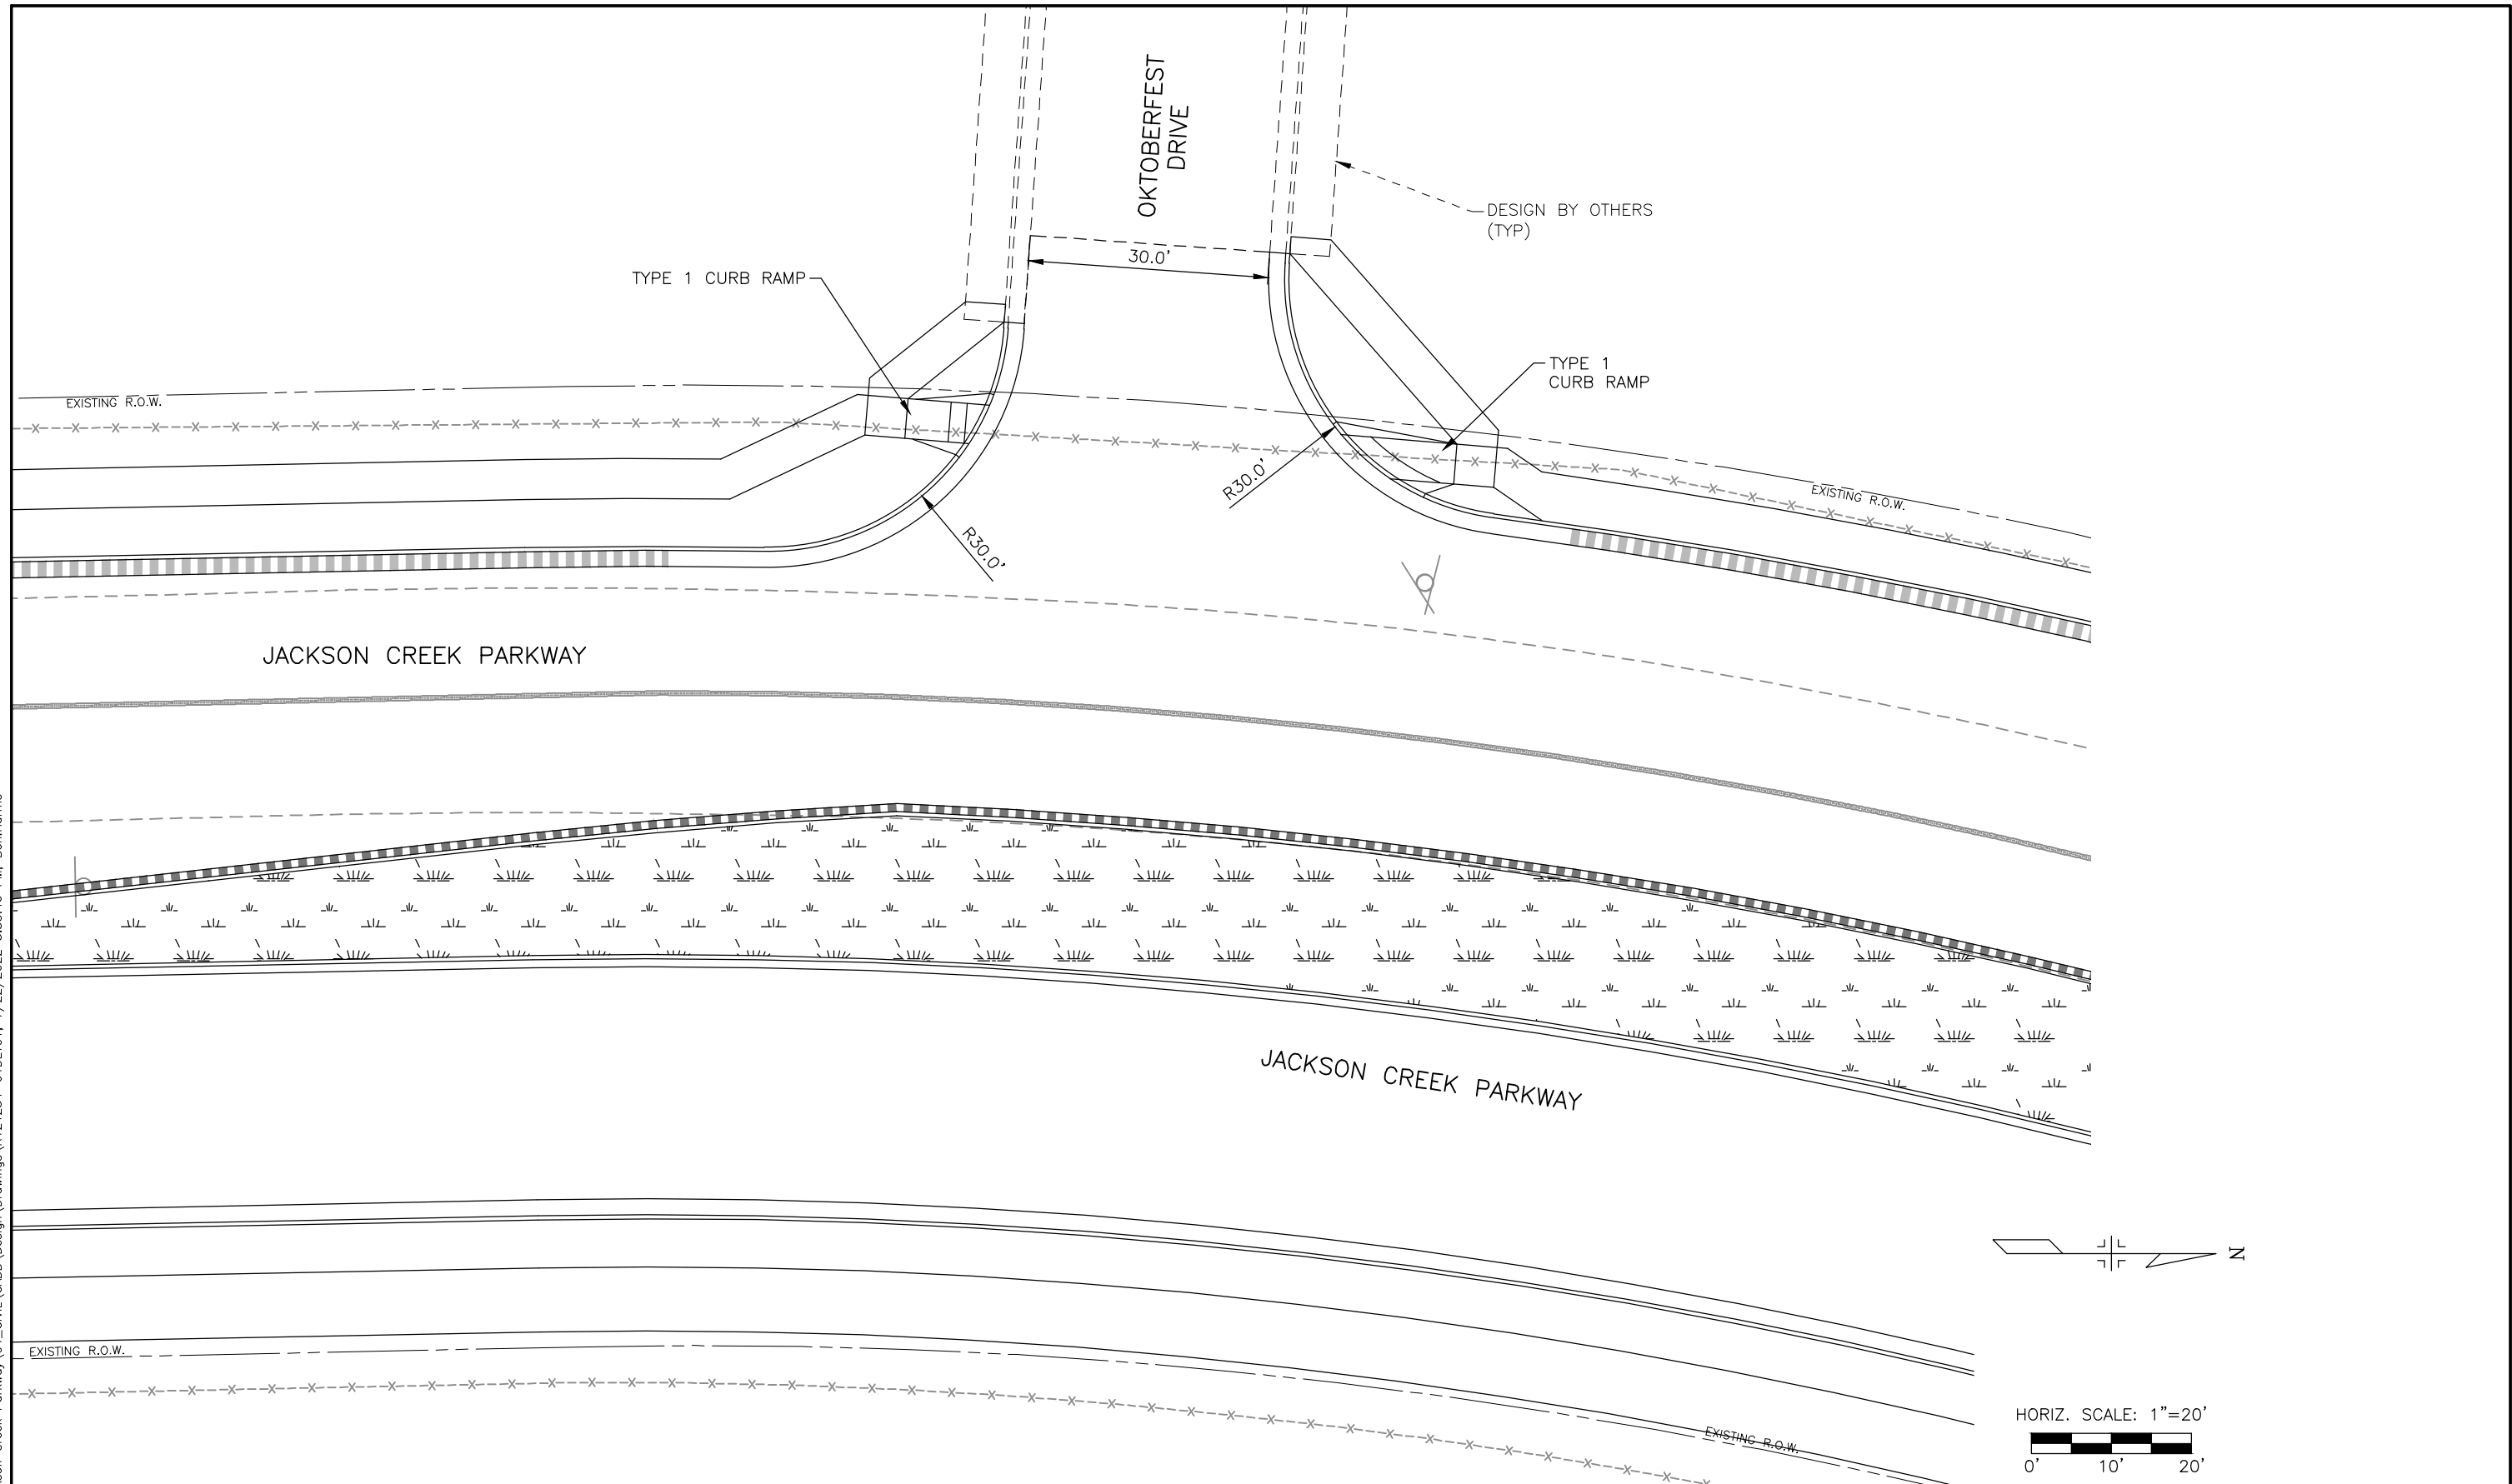 OKTOBERFEST
DRIVE
DESIGN BY OTHERS
(TYP)
30.0'
TYPE 1 CURB RAMP
TYPE 1
CURB RAMP
EXISTING R.O.W.
R30.0'
EXISTING R.O.W.
R30.0'
JACKSON CREEK PARKWAY
JACKSON CREEK PARKWAY
N
EXISTING R.O.W.
HORIZ. SCALE: 1"=20'
EXISTING R.O.W.
0' 10' 20'